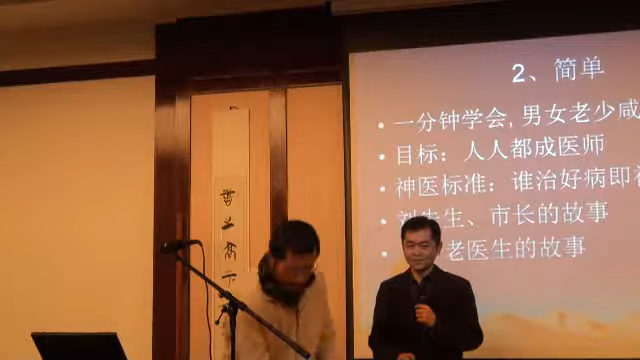 2、简单
• 一分钟学会,男女老少咸
• 目标：人人都成医师
• 神医标准：谁治好病即
• 刘先生、市长的故事
老医生的故事